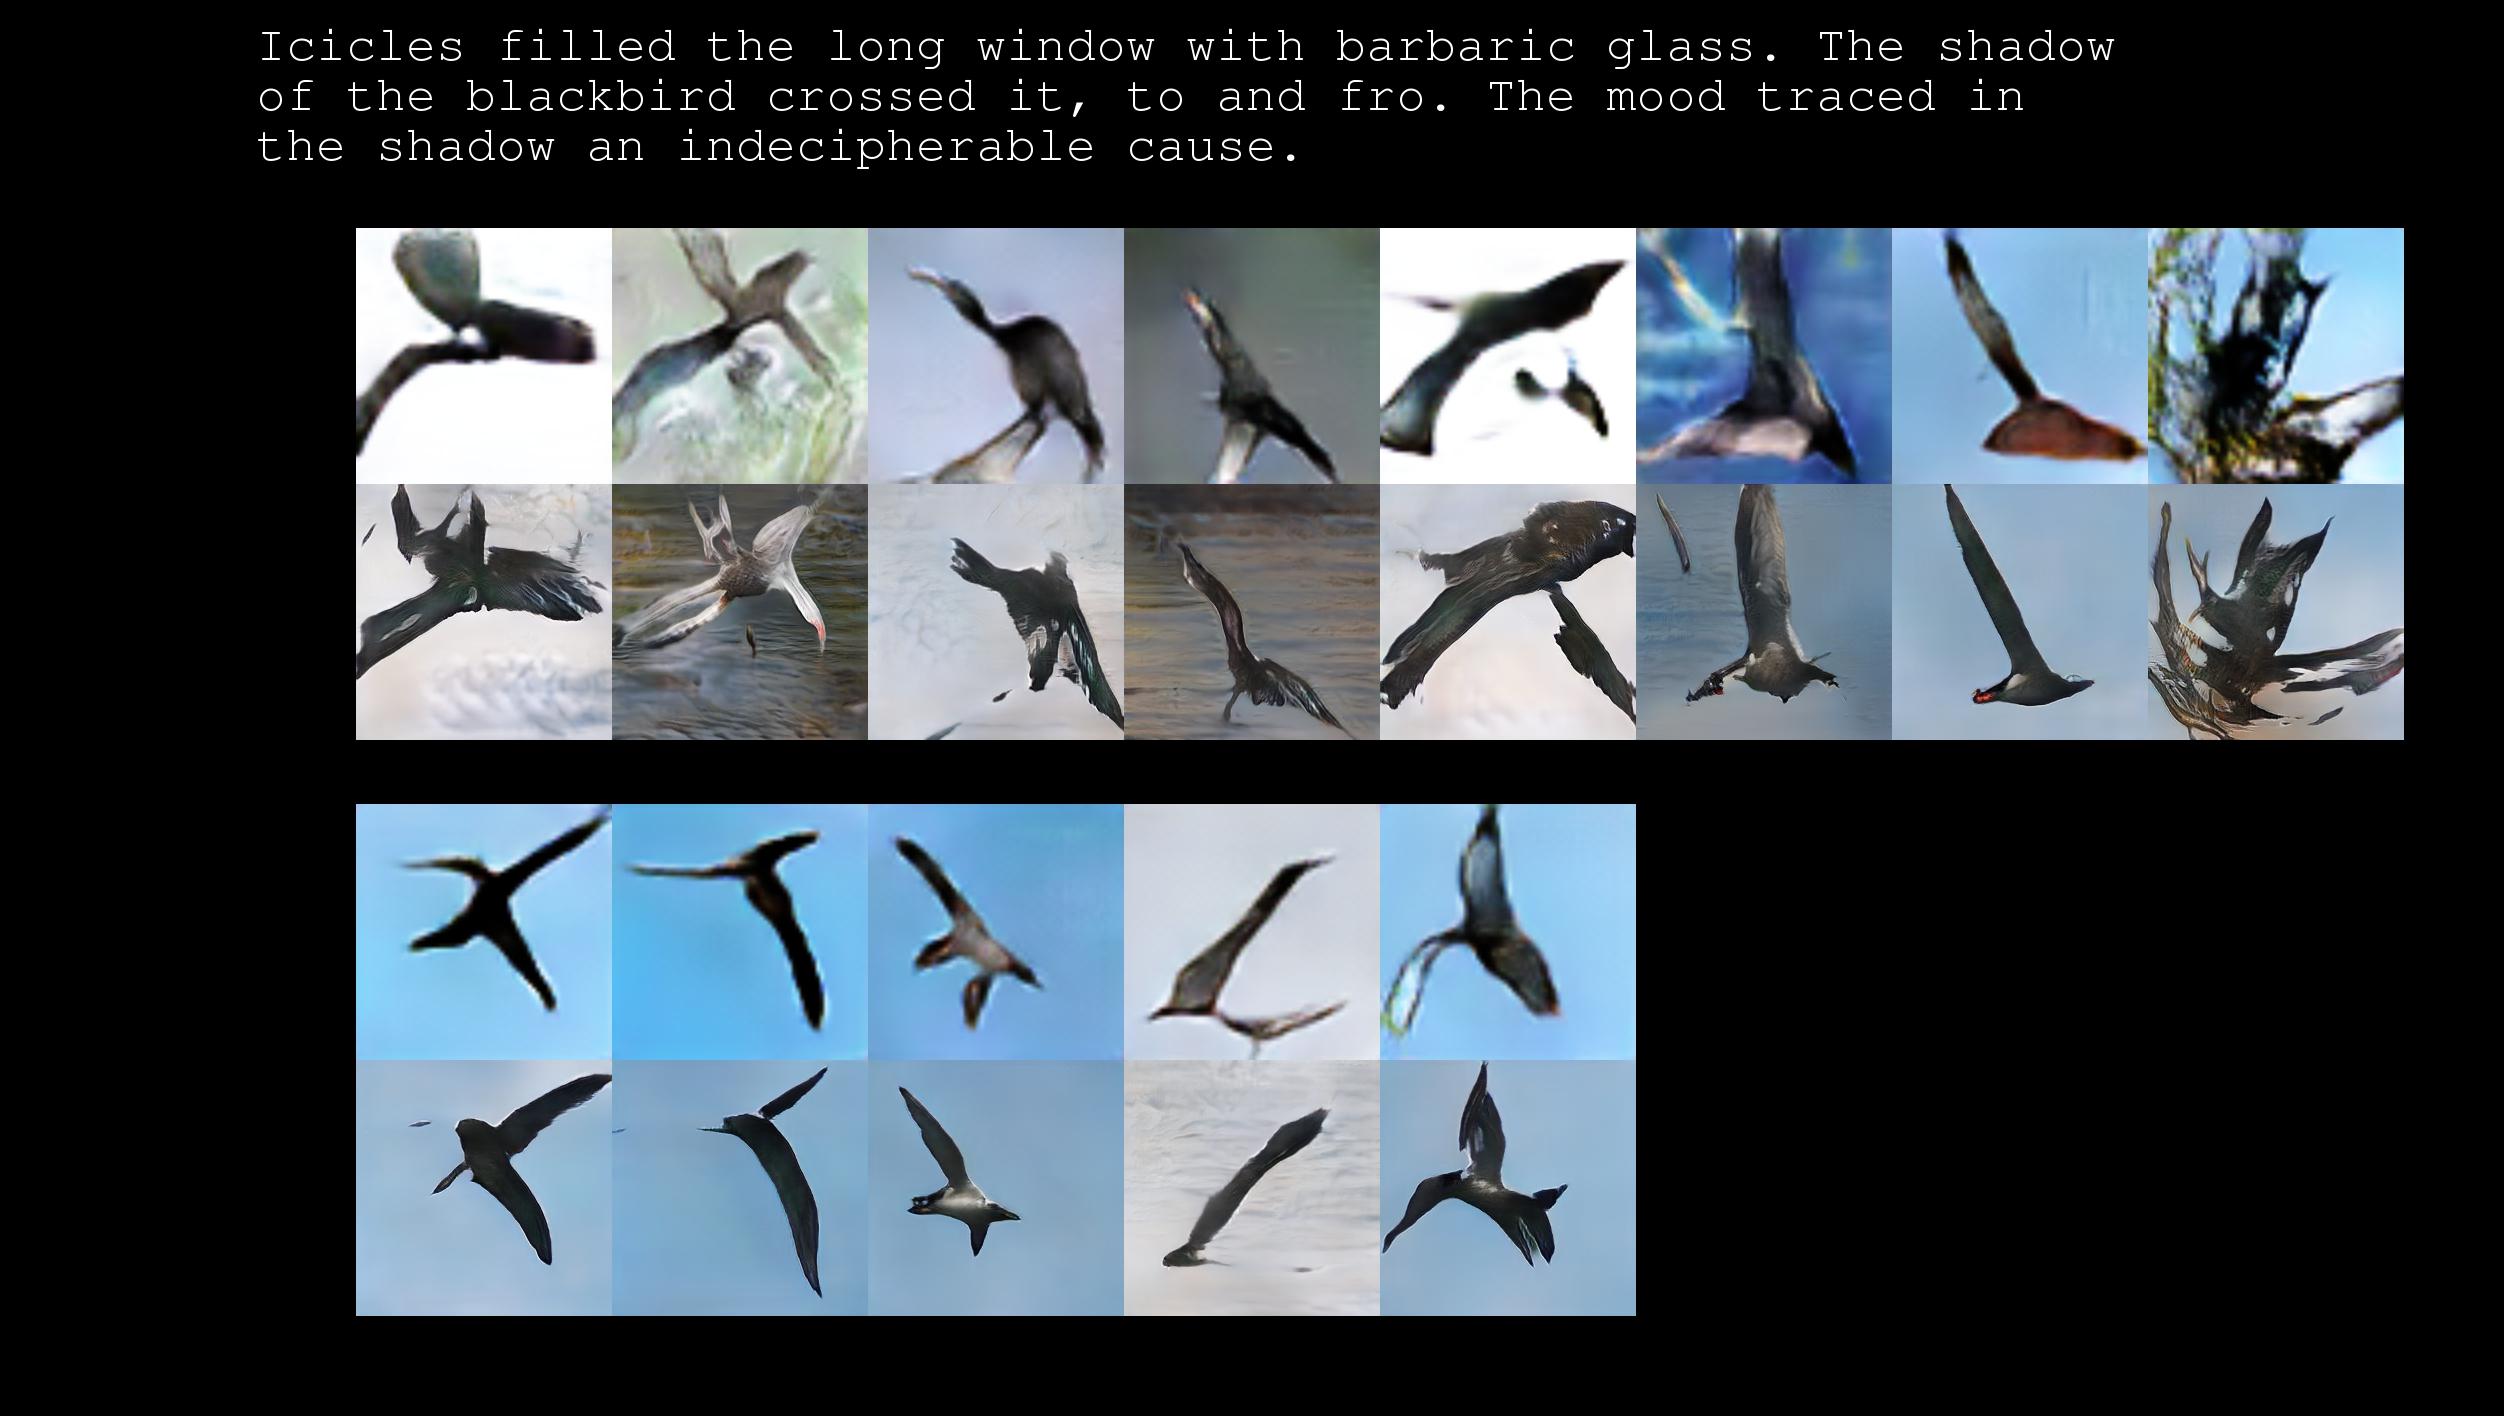 Icicles filled the long window with barbaric glass. The shadow
of the blackbird crossed it, to and fro. The mood traced in
the shadow an indecipherable cause.